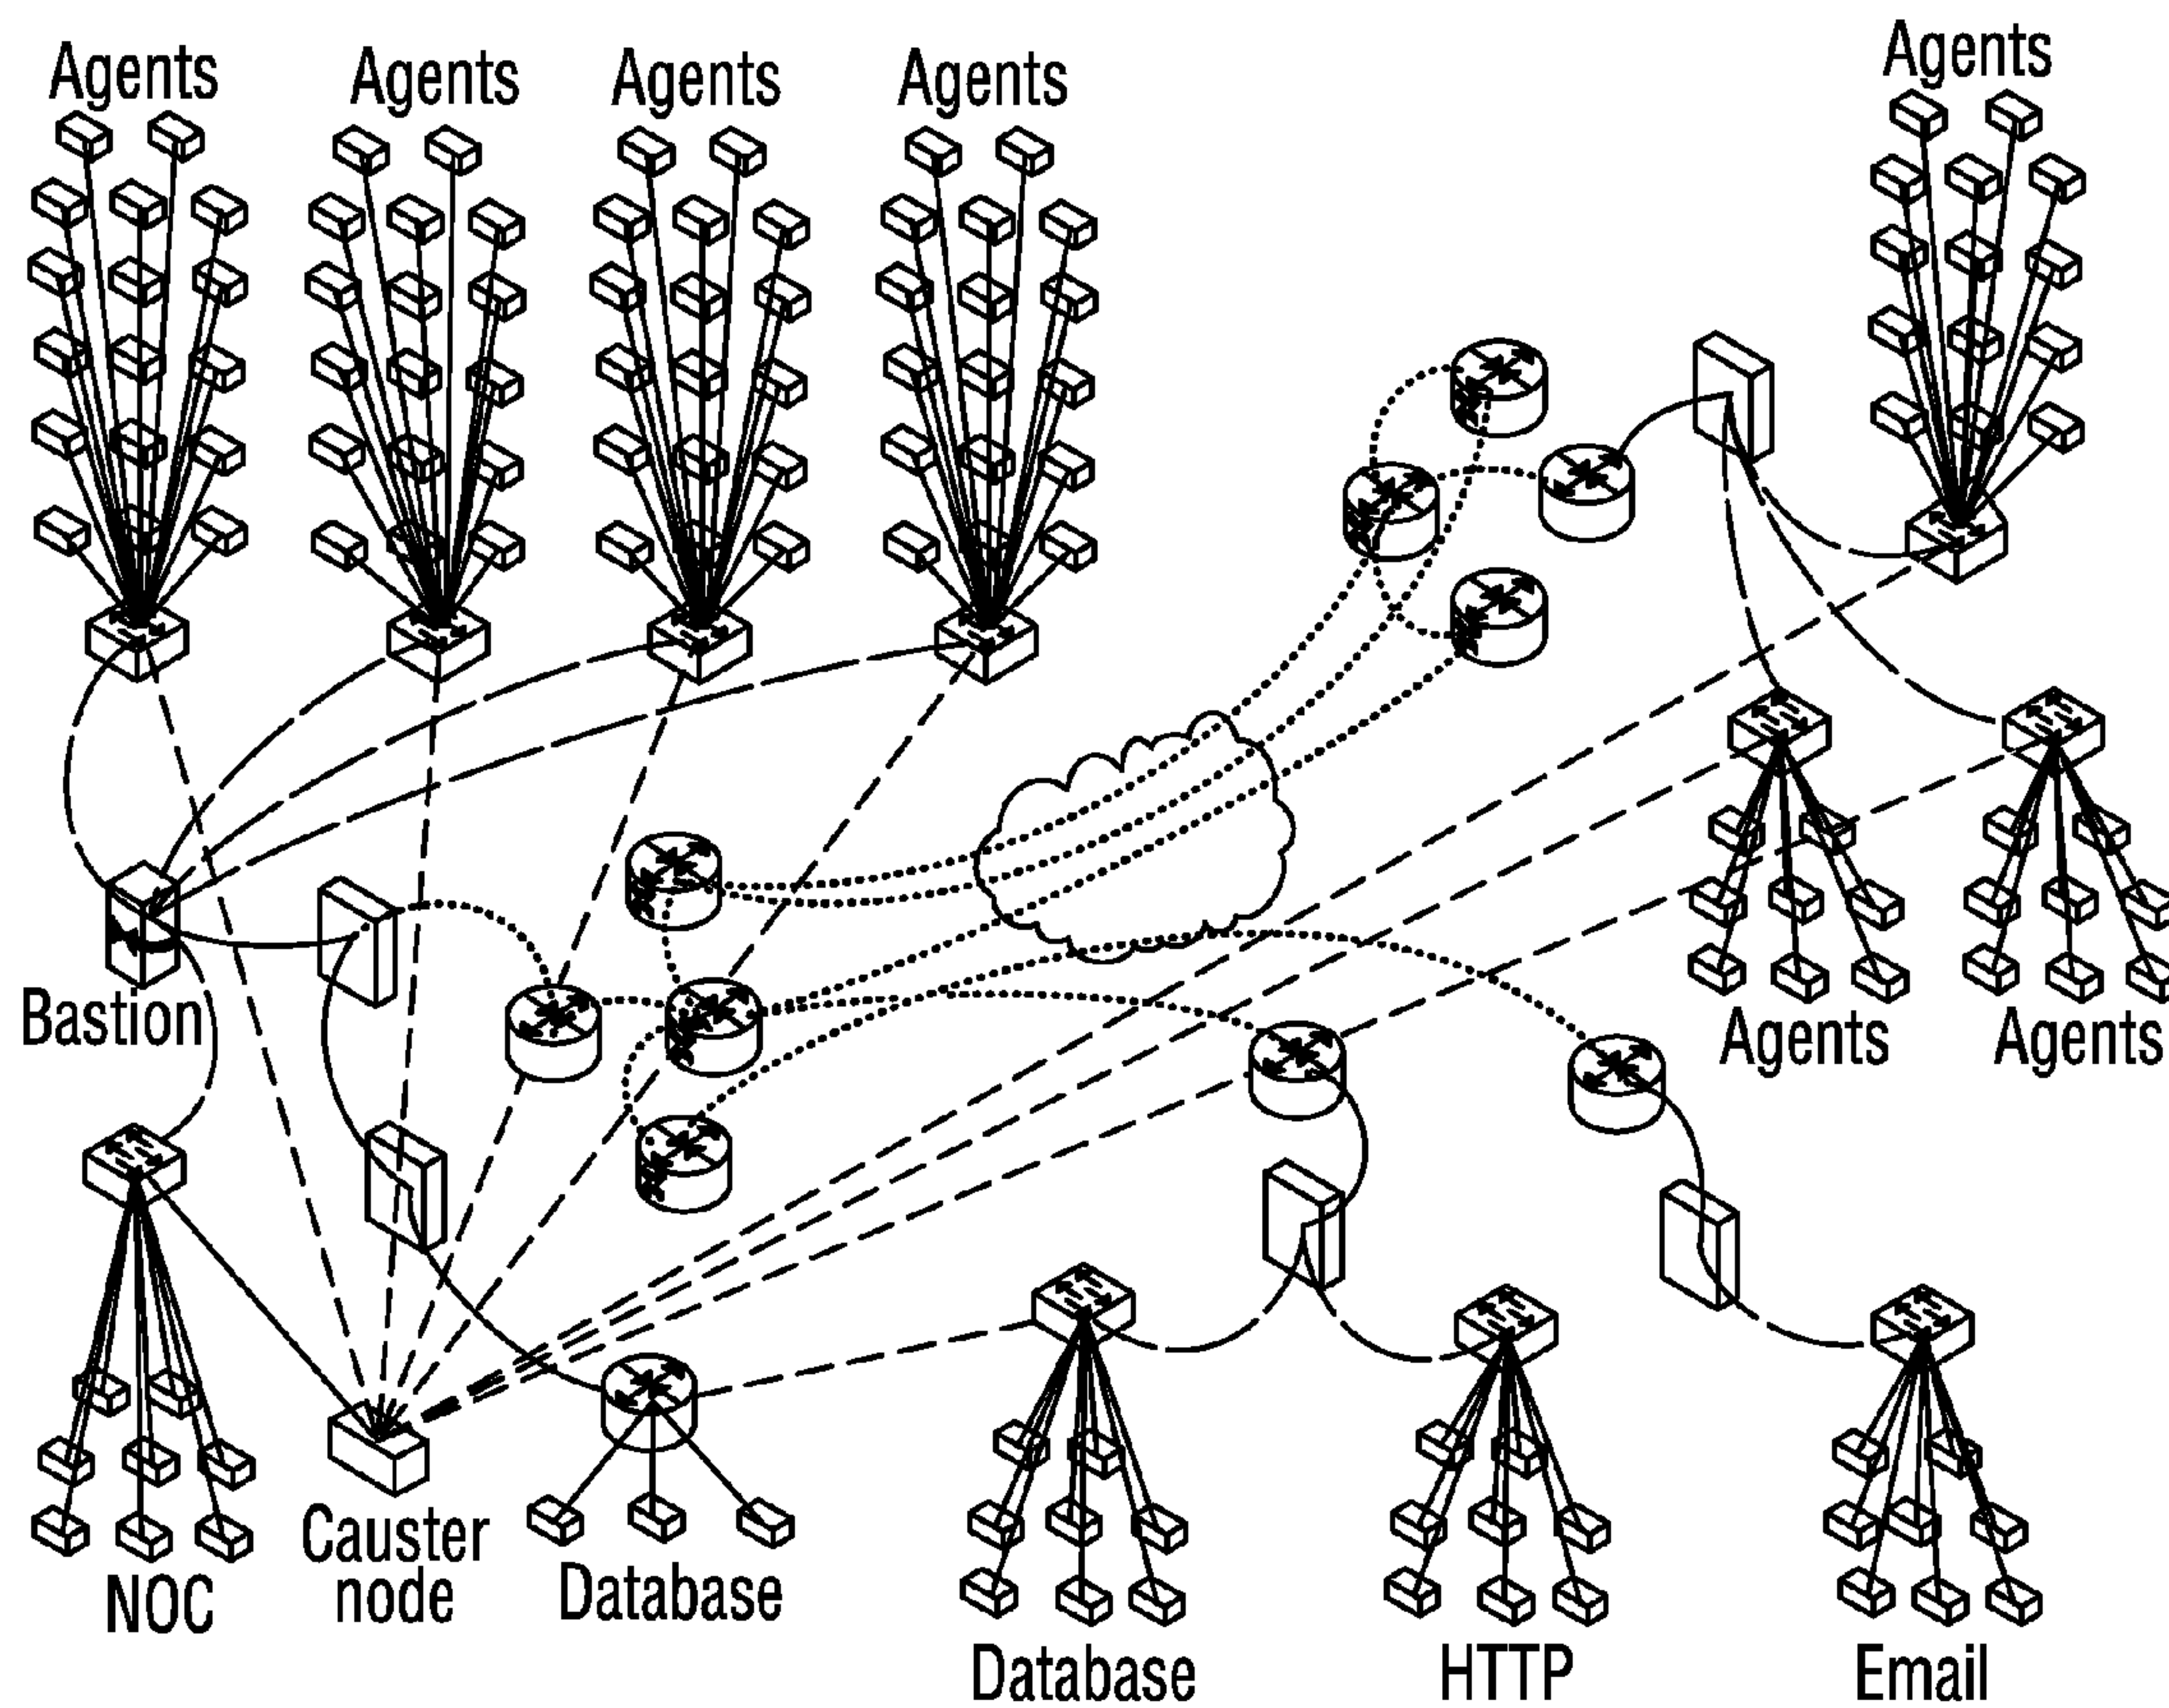 Agents
Agents
Agents
Agents
Agents
Bastion
Agents
Agents
NOC
Causter
node
Database
Database
HTTP
Email